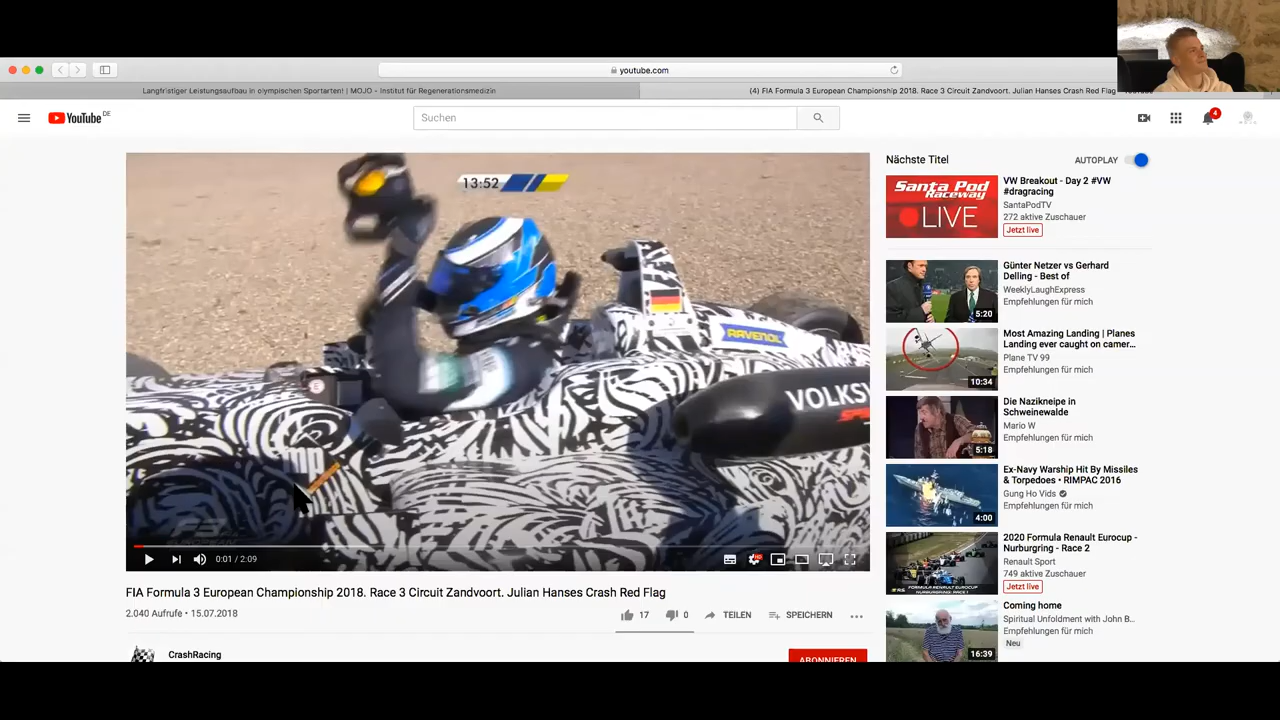 youtube.com
Langfristiger Leistungsaufbau in olympischen Sportarten! | MOJO - Institut für Regenerationsmedizin
(4) FIA Formula 3 European Championship 2018. Race 3 Circuit Zandvoort. Julian Hanses Crash Red Flag
YouTube DE
Suchen
4
13:52
RAVENOL
VOLKSW
0:01 / 2:09
HD
FIA Formula 3 European Championship 2018. Race 3 Circuit Zandvoort. Julian Hanses Crash Red Flag
2.040 Aufrufe • 15.07.2018
17
0
TEILEN
SPEICHERN
CrashRacing
ABONNIEREN
Nächste Titel
AUTOPLAY
Santa Pod
Raceway
LIVE
VW Breakout - Day 2 #VW
#dragracing
SantaPodTV
272 aktive Zuschauer
Jetzt live
5:20
Günter Netzer vs Gerhard
Delling - Best of
WeeklyLaughExpress
Empfehlungen für mich
10:34
Most Amazing Landing | Planes
Landing ever caught on camer...
Plane TV 99
Empfehlungen für mich
5:18
Die Nazikneipe in
Schweinewalde
Mario W
Empfehlungen für mich
4:00
Ex-Navy Warship Hit By Missiles
& Torpedoes • RIMPAC 2016
Gung Ho Vids
Empfehlungen für mich
FORMULA RENAULT EUROCUP
2020 Formula Renault Eurocup -
Nurburgring - Race 2
Renault Sport
749 aktive Zuschauer
Jetzt live
16:39
Coming home
Spiritual Unfoldment with John B...
Empfehlungen für mich
Neu